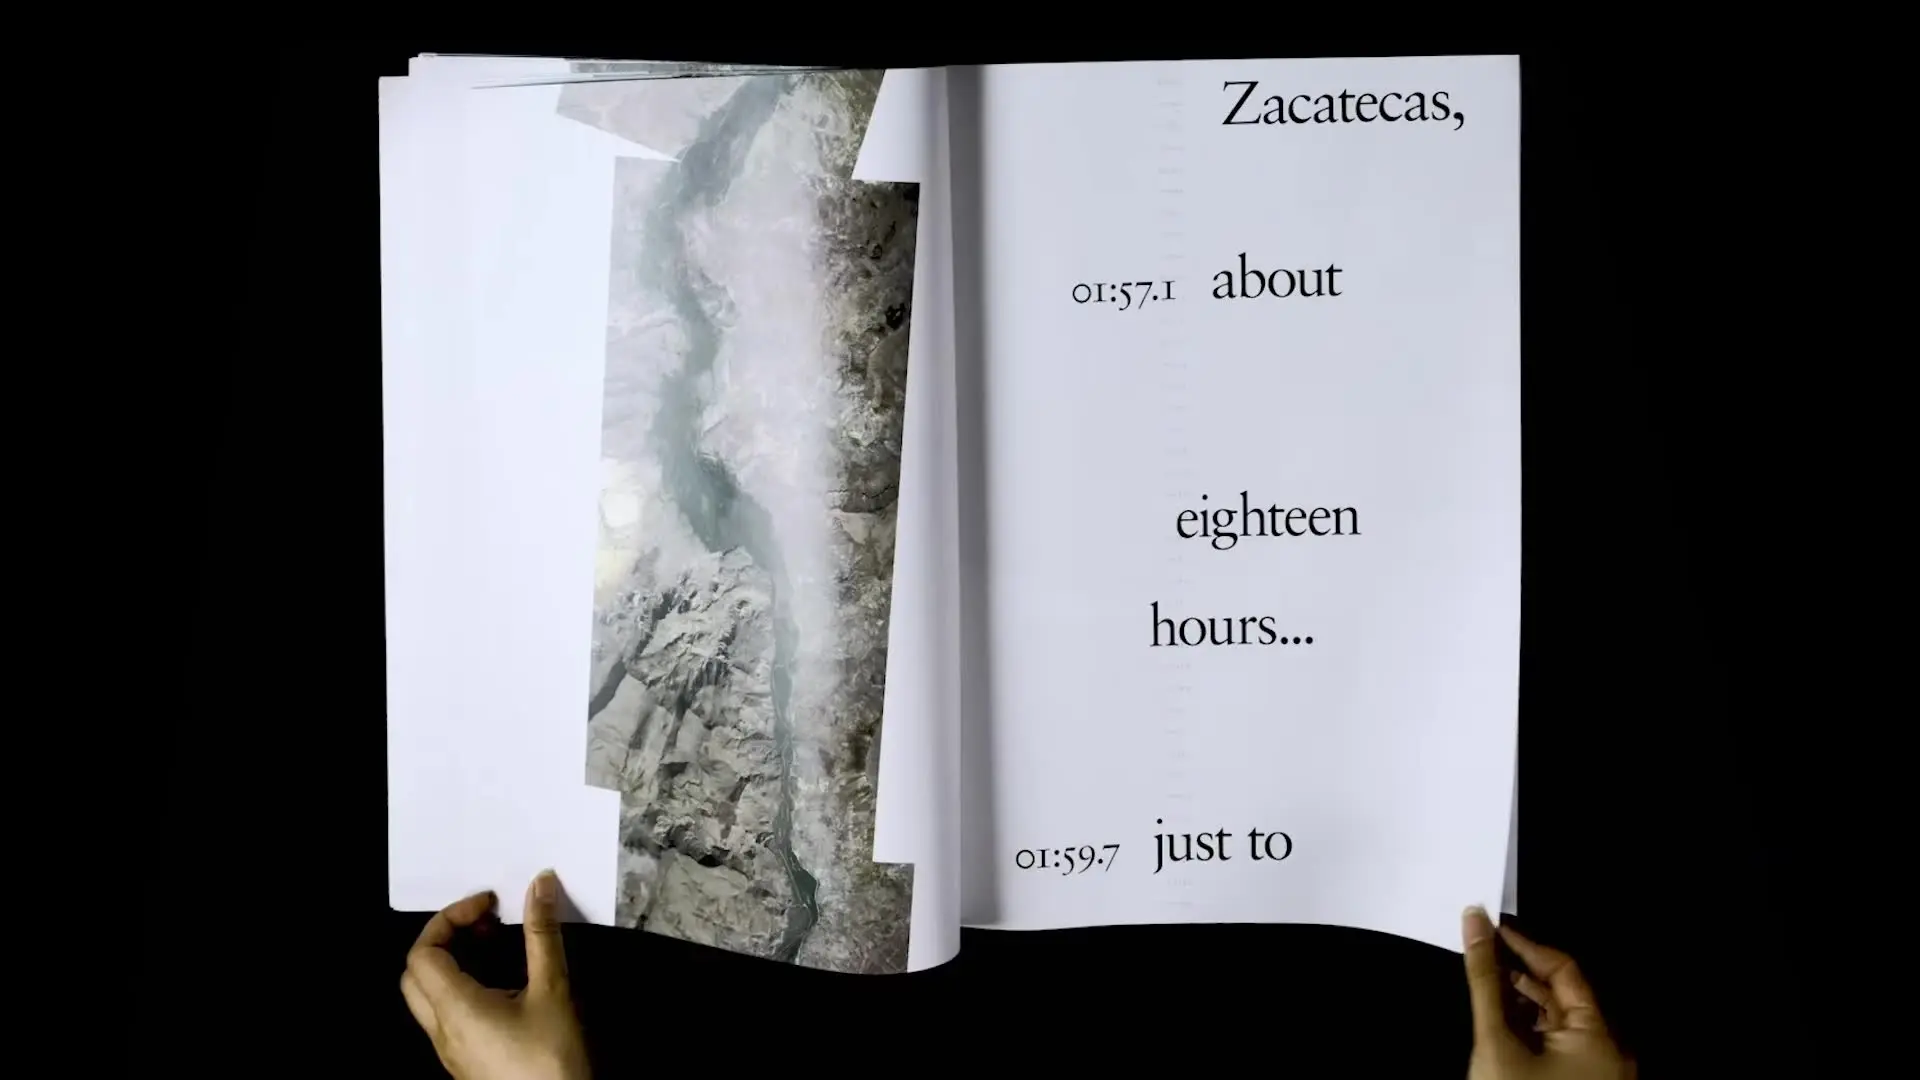 Zacatecas,
01:57.1 about
eighteen
hours...
01:59.7 just to